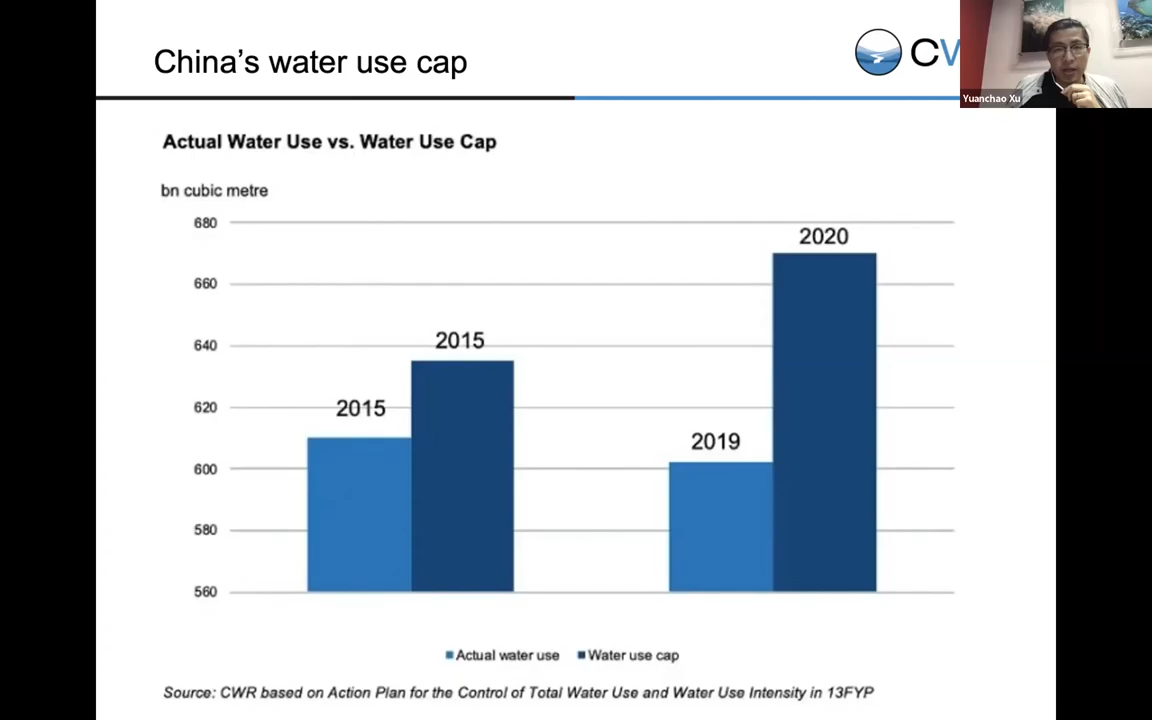 China's water use cap
CW
Yuanchao Xu
Actual Water Use vs. Water Use Cap
bn cubic metre
680
2020
660
2015
640
2015
620
2019
600
580
560
Actual water use Water use cap
Source: CWR based on Action Plan for the Control of Total Water Use and Water Use Intensity in 13FYP